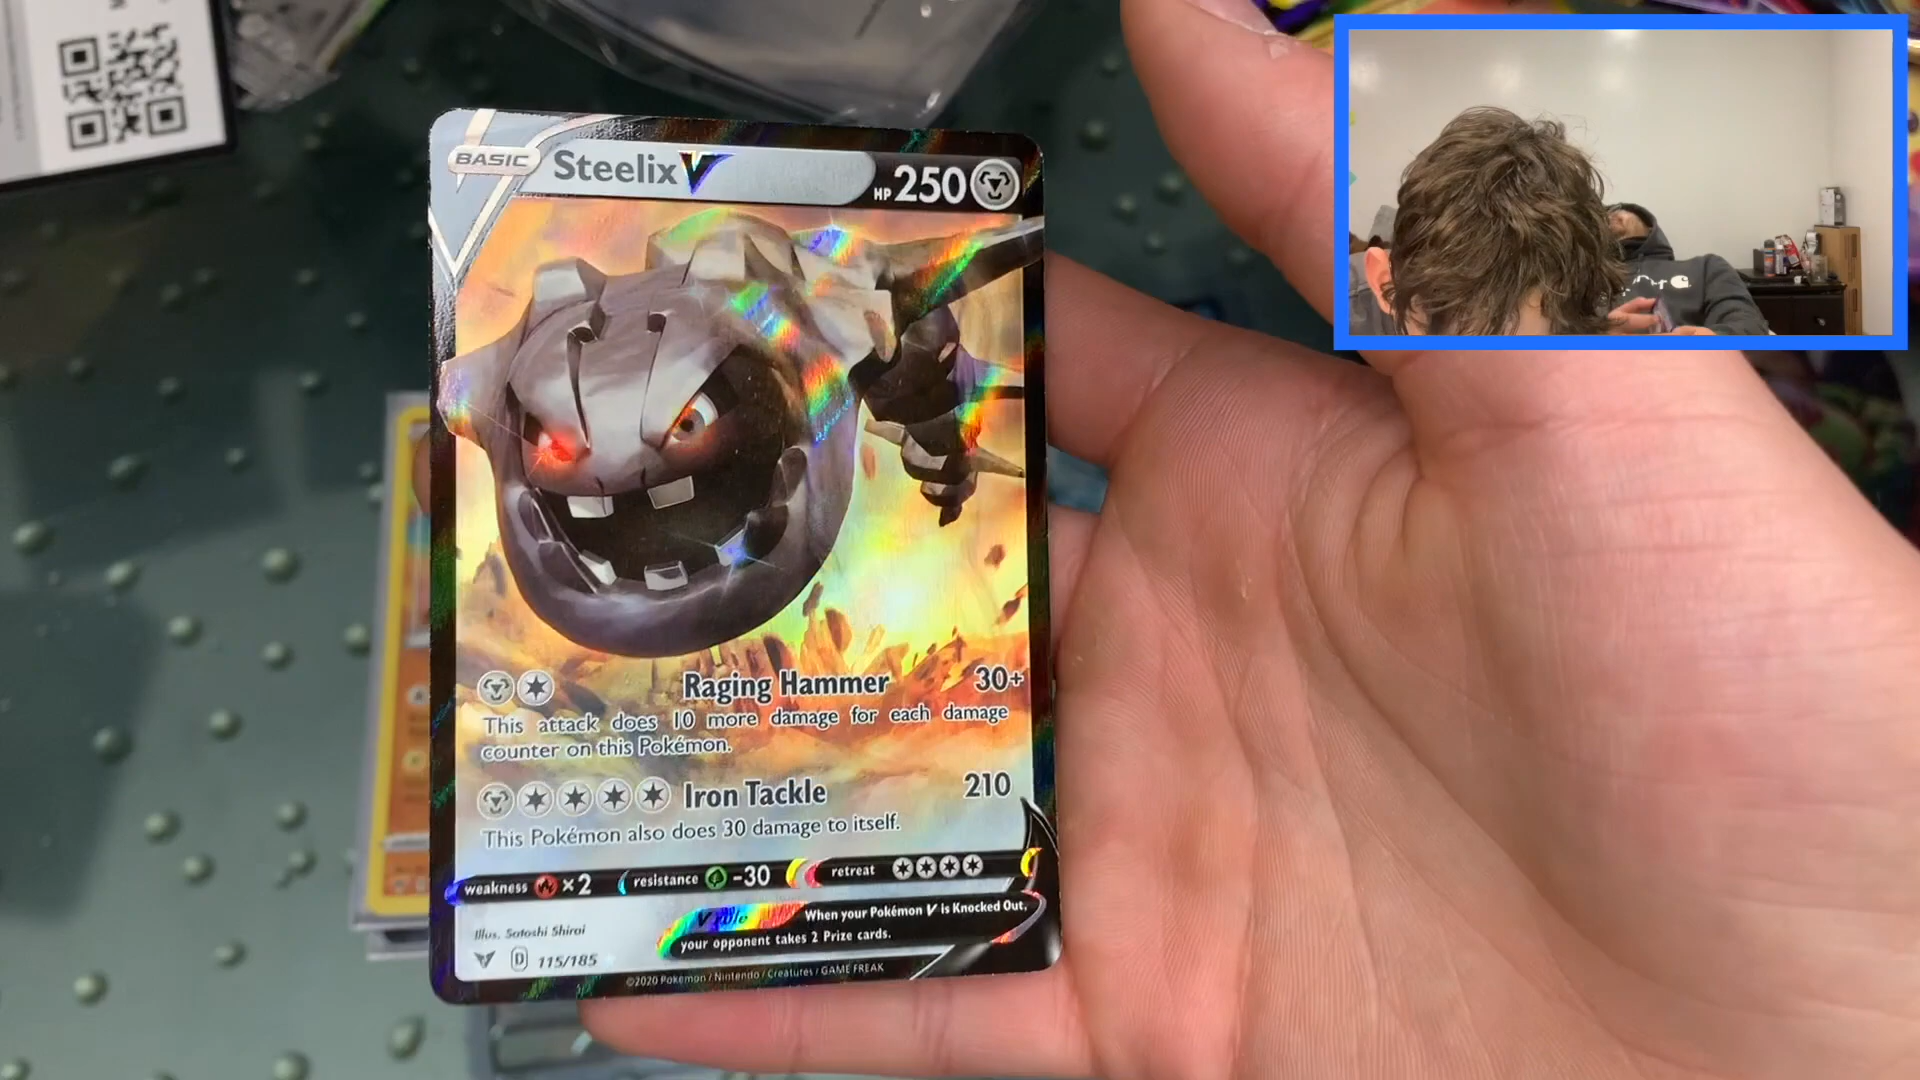 BASIC
Steelix V
HP 250
Raging Hammer 30+
This attack does 10 more damage for each damage
counter on this Pokémon.
Iron Tackle 210
This Pokémon also does 30 damage to itself.
weakness ×2 resistance -30 retreat
V rule When your Pokémon V is Knocked Out,
your opponent takes 2 Prize cards.
Illus. Satoshi Shirai
D 115/185
©2020 Pokémon / Nintendo / Creatures / GAME FREAK